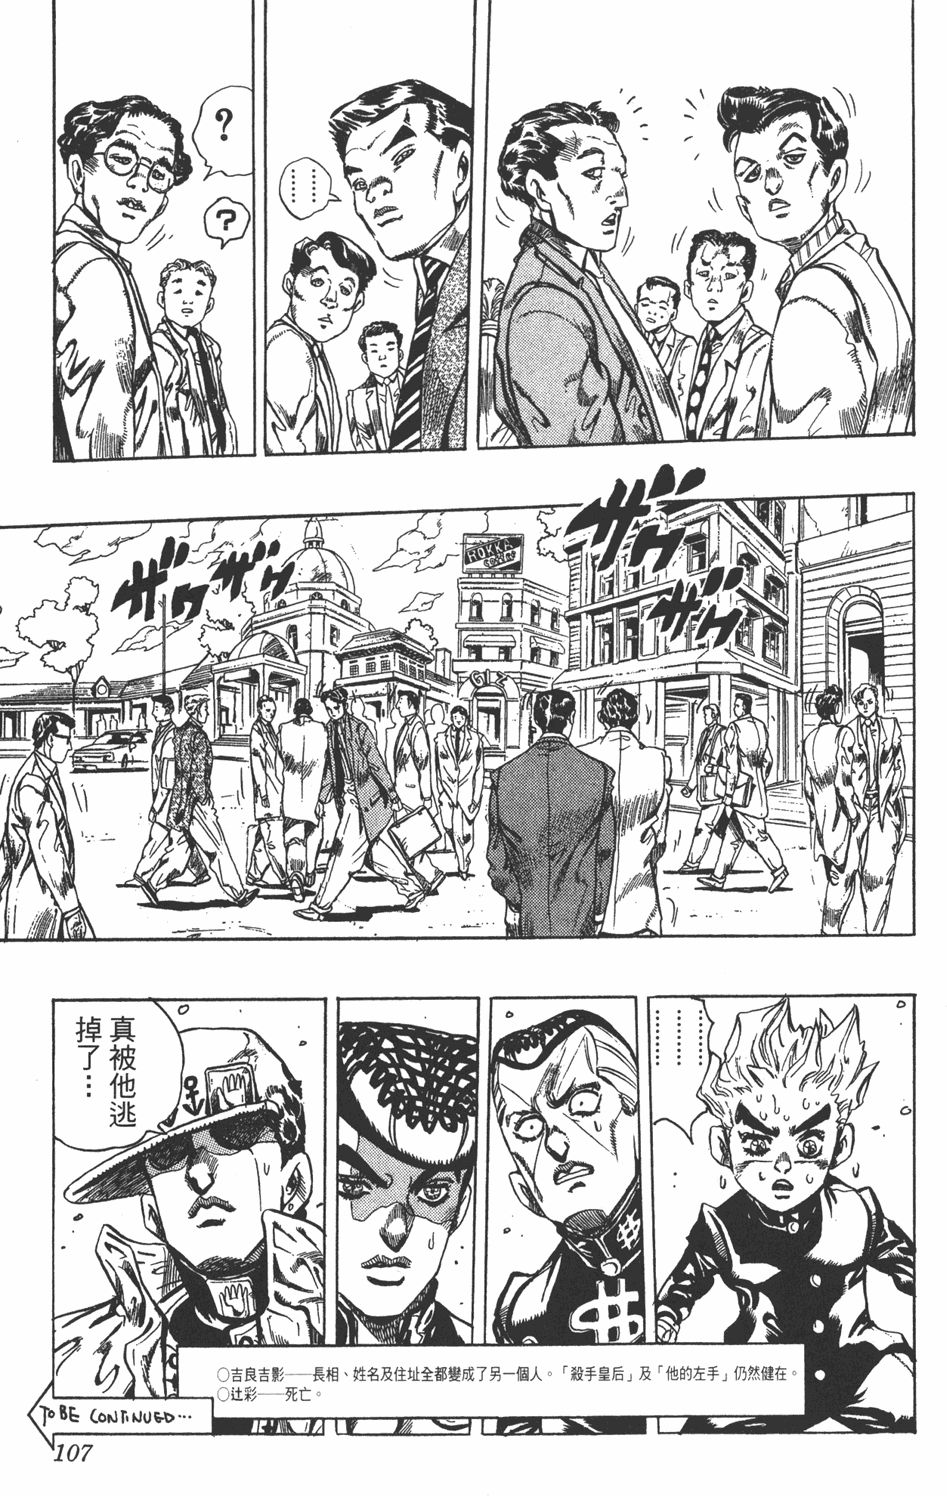 ？
？
……
ザワザワ
ザワ
ザワ
ROKKA
COMICS
GIZ
…………
真被他逃
掉了…
○吉良吉影──長相、姓名及住址全都變成了另一個人。「殺手皇后」及「他的左手」仍然健在。
○辻彩──死亡。
TO BE CONTINUED...
107